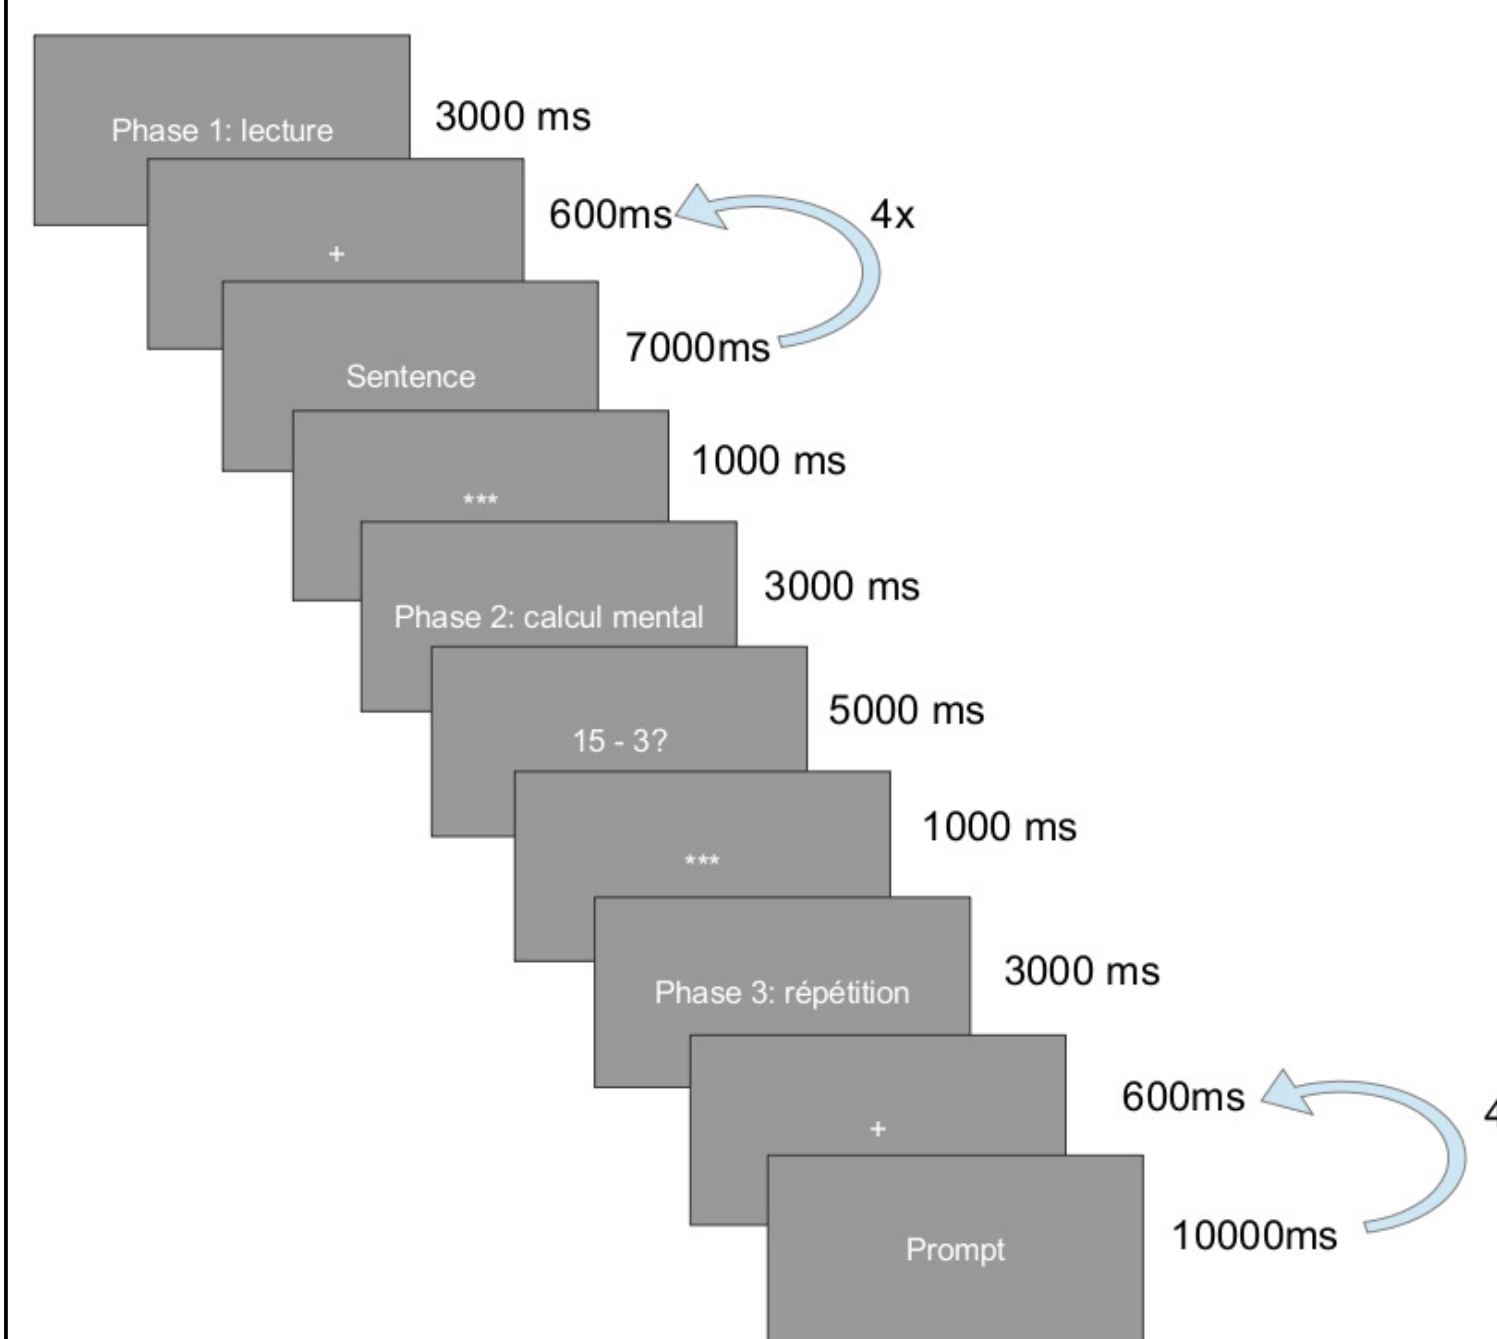 Phase 1: lecture
3000 ms
+
600ms
4x
Sentence
7000ms
***
1000 ms
Phase 2: calcul mental
3000 ms
15 - 3?
5000 ms
***
1000 ms
Phase 3: répétition
3000 ms
+
600ms
Prompt
10000ms